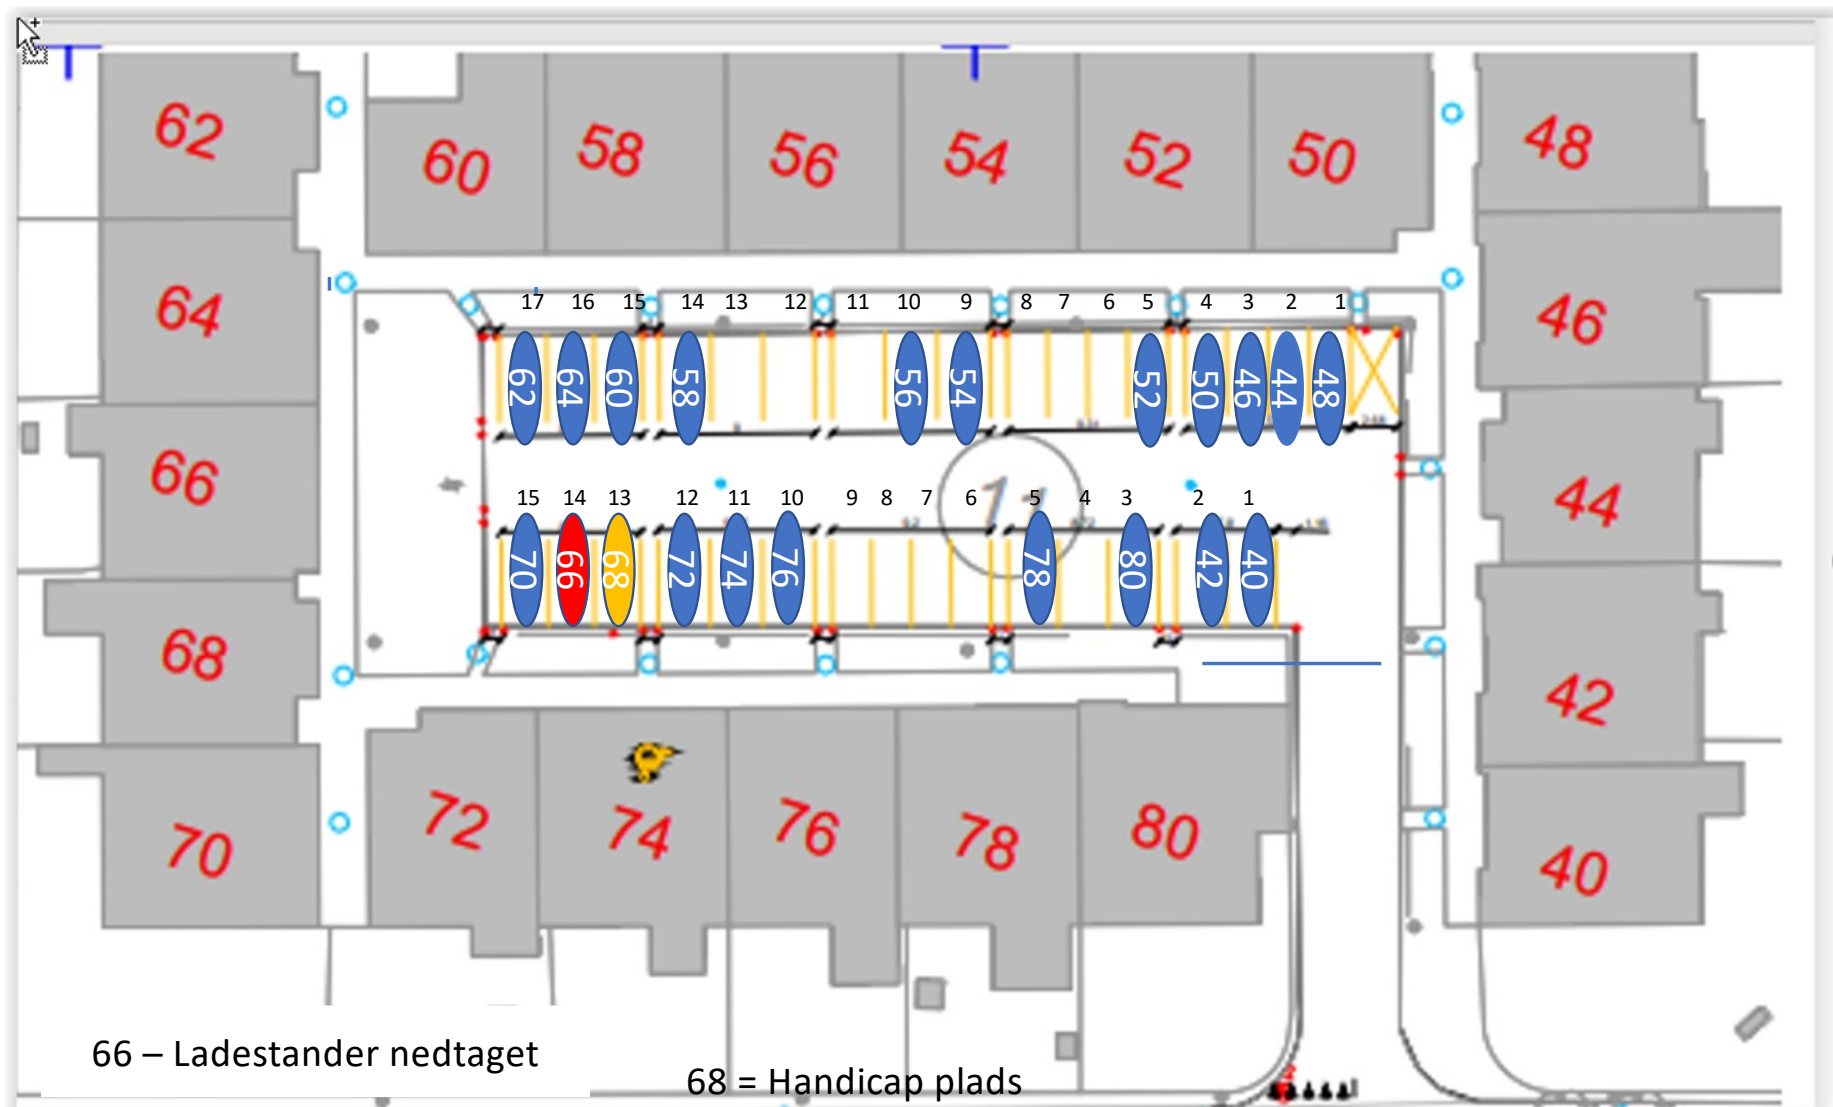 62 60 58 56 54 52 50 48
64 46
17 16 15 14 13 12 11 10 9 8 7 6 5 4 3 2 1
62 64 60 58 56 54 52 50 46 44 48
66 44
15 14 13 12 11 10 9 8 7 6 5 4 3 2 1
11
70 66 68 72 74 76 78 80 42 40
68 42
70 72 74 76 78 80 40
66 – Ladestander nedtaget
68 = Handicap plads